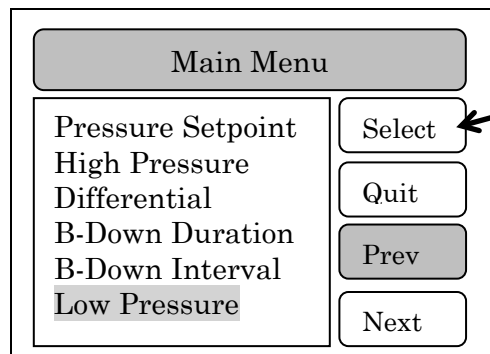 Main Menu
Pressure Setpoint
High Pressure
Differential
B-Down Duration
B-Down Interval
Low Pressure
Select
Quit
Prev
Next